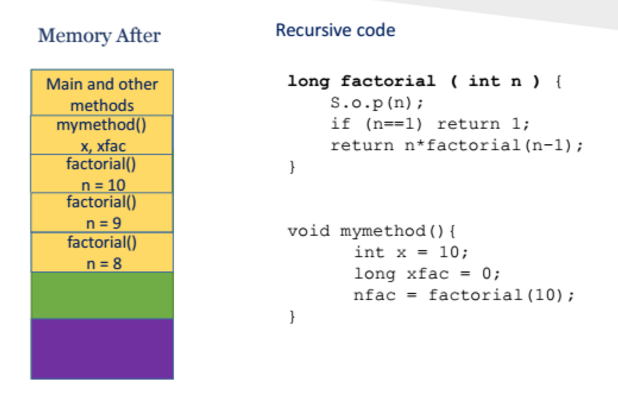 Memory After
Main and other
methods
mymethod()
x, xfac
factorial()
n = 10
factorial()
n = 9
factorial()
n = 8
Recursive code
long factorial ( int n ) {
S.o.p(n);
if (n==1) return 1;
return n*factorial(n-1);
}
void mymethod(){
int x = 10;
long xfac = 0;
nfac = factorial(10);
}